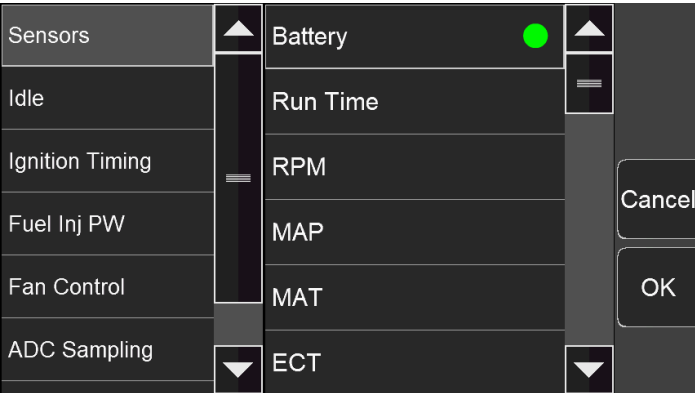 Sensors
Idle
Ignition Timing
Fuel Inj PW
Fan Control
ADC Sampling
Battery
Run Time
RPM
MAP
MAT
ECT
Cancel
OK